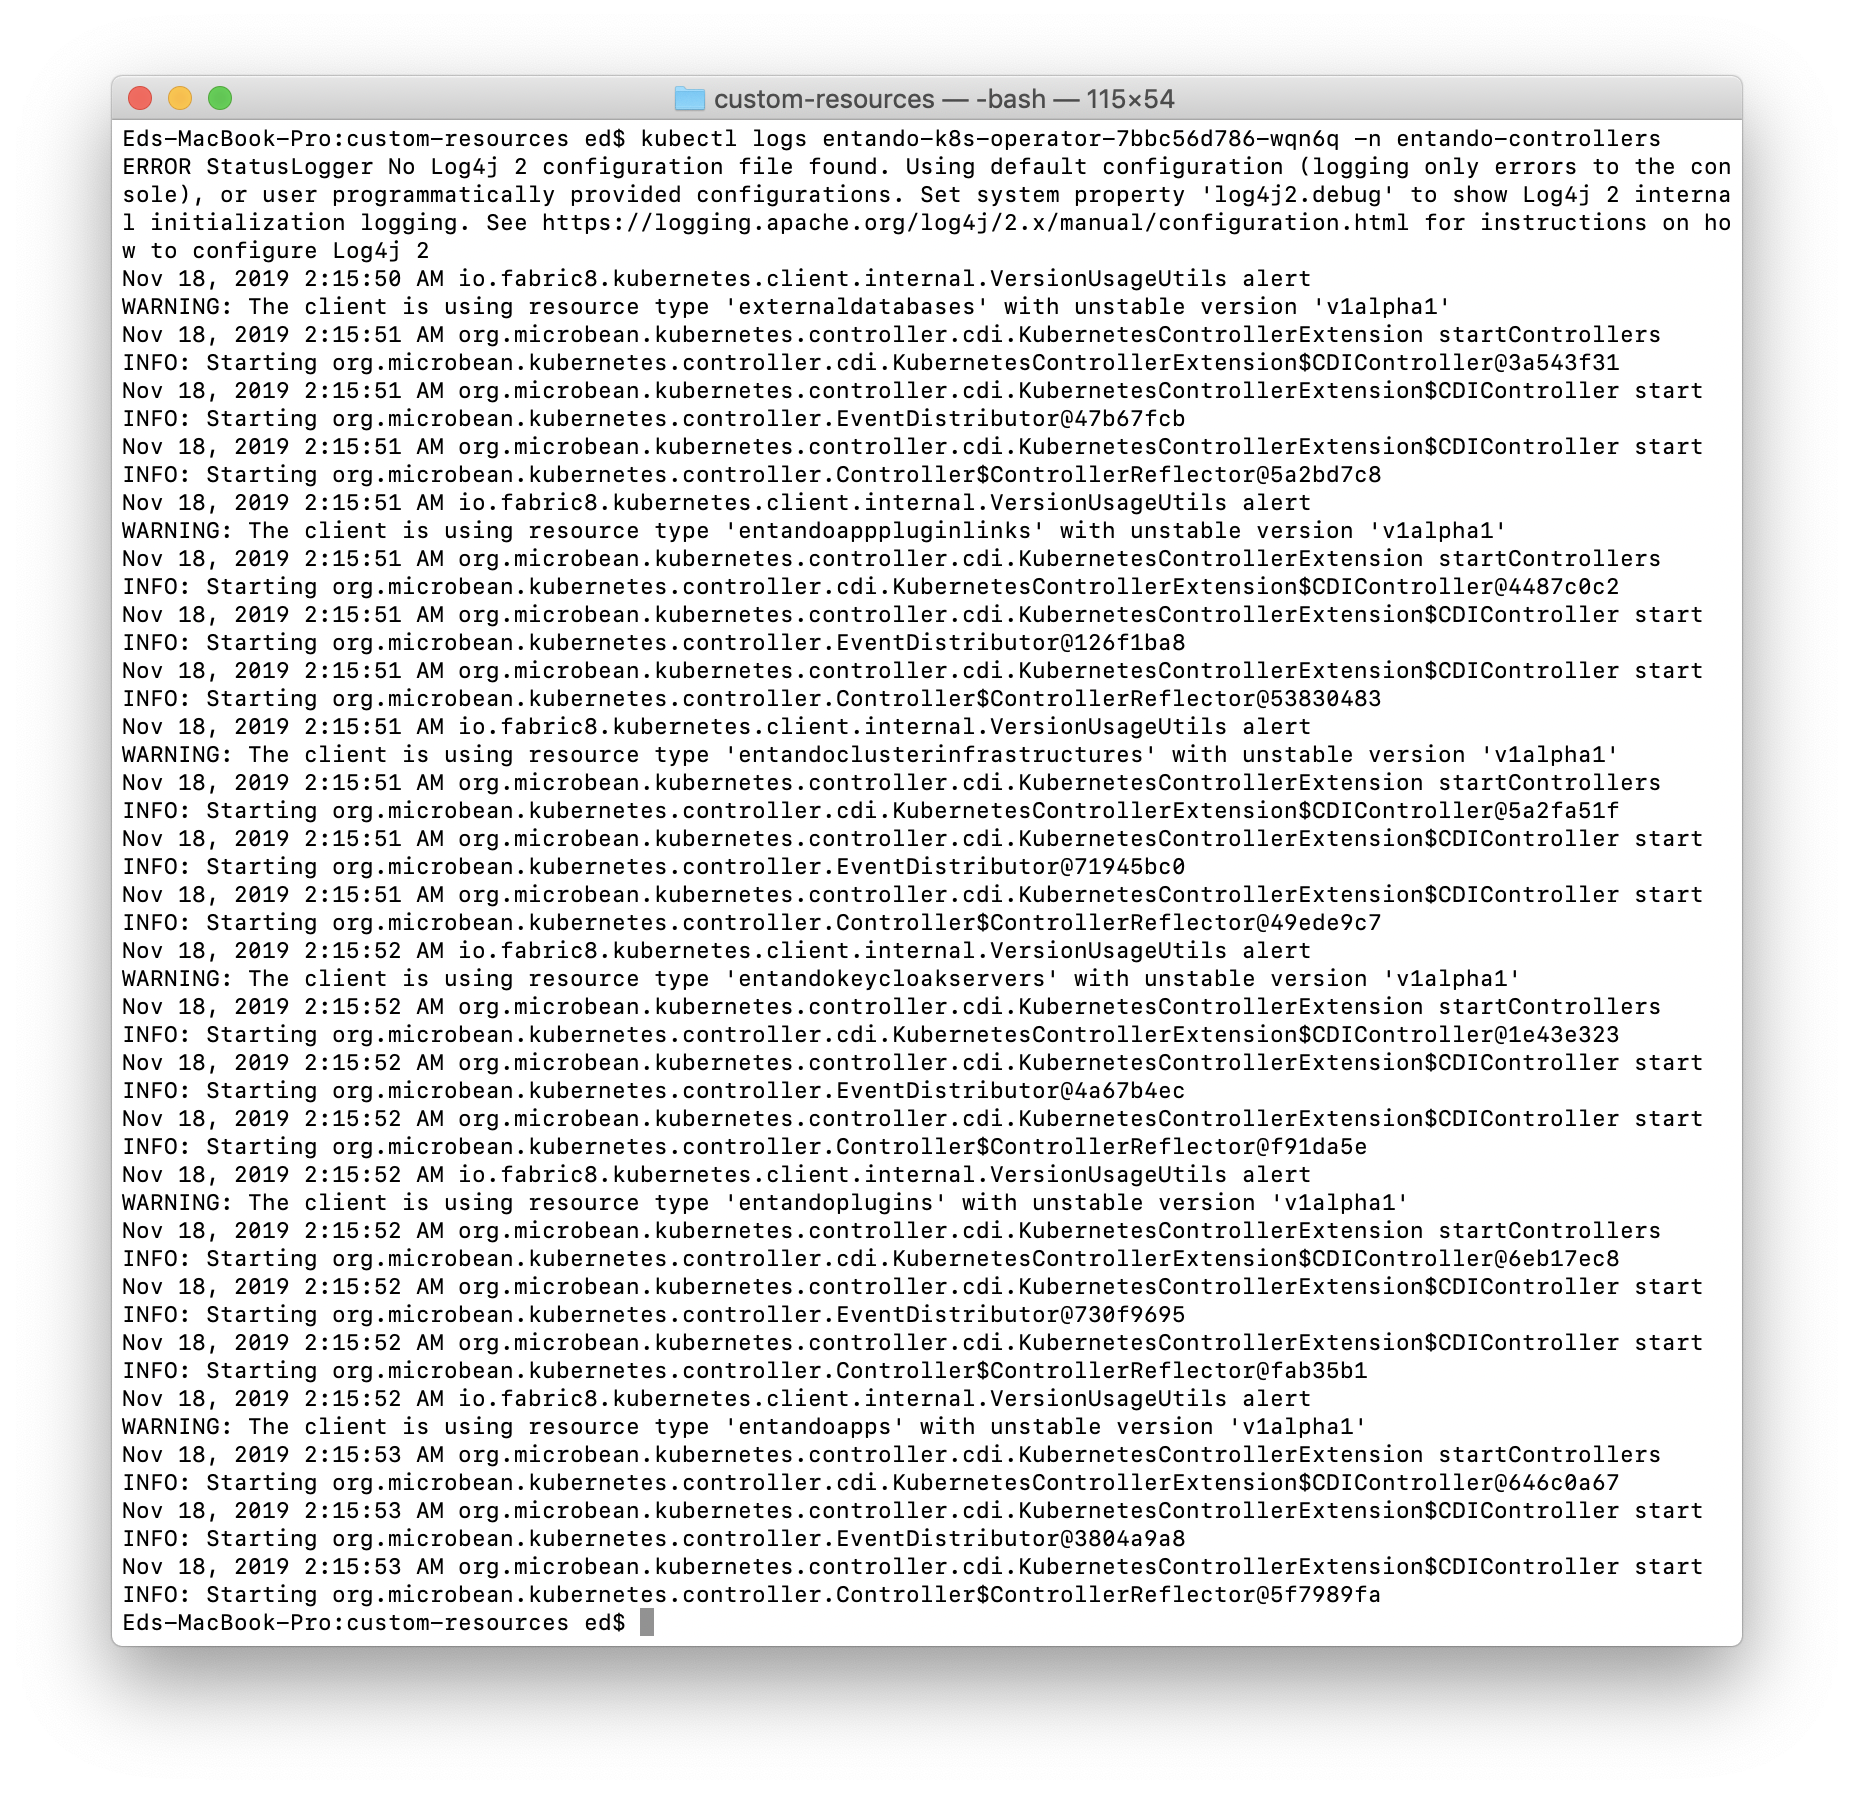 custom-resources — -bash — 115×54
Eds-MacBook-Pro:custom-resources ed$ kubectl logs entando-k8s-operator-7bbc56d786-wqn6q -n entando-controllers
ERROR StatusLogger No Log4j 2 configuration file found. Using default configuration (logging only errors to the con
sole), or user programmatically provided configurations. Set system property 'log4j2.debug' to show Log4j 2 interna
l initialization logging. See https://logging.apache.org/log4j/2.x/manual/configuration.html for instructions on ho
w to configure Log4j 2
Nov 18, 2019 2:15:50 AM io.fabric8.kubernetes.client.internal.VersionUsageUtils alert
WARNING: The client is using resource type 'externaldatabases' with unstable version 'v1alpha1'
Nov 18, 2019 2:15:51 AM org.microbean.kubernetes.controller.cdi.KubernetesControllerExtension startControllers
INFO: Starting org.microbean.kubernetes.controller.cdi.KubernetesControllerExtension$CDIController@3a543f31
Nov 18, 2019 2:15:51 AM org.microbean.kubernetes.controller.cdi.KubernetesControllerExtension$CDIController start
INFO: Starting org.microbean.kubernetes.controller.EventDistributor@47b67fcb
Nov 18, 2019 2:15:51 AM org.microbean.kubernetes.controller.cdi.KubernetesControllerExtension$CDIController start
INFO: Starting org.microbean.kubernetes.controller.Controller$ControllerReflector@5a2bd7c8
Nov 18, 2019 2:15:51 AM io.fabric8.kubernetes.client.internal.VersionUsageUtils alert
WARNING: The client is using resource type 'entandoapppluginlinks' with unstable version 'v1alpha1'
Nov 18, 2019 2:15:51 AM org.microbean.kubernetes.controller.cdi.KubernetesControllerExtension startControllers
INFO: Starting org.microbean.kubernetes.controller.cdi.KubernetesControllerExtension$CDIController@4487c0c2
Nov 18, 2019 2:15:51 AM org.microbean.kubernetes.controller.cdi.KubernetesControllerExtension$CDIController start
INFO: Starting org.microbean.kubernetes.controller.EventDistributor@126f1ba8
Nov 18, 2019 2:15:51 AM org.microbean.kubernetes.controller.cdi.KubernetesControllerExtension$CDIController start
INFO: Starting org.microbean.kubernetes.controller.Controller$ControllerReflector@53830483
Nov 18, 2019 2:15:51 AM io.fabric8.kubernetes.client.internal.VersionUsageUtils alert
WARNING: The client is using resource type 'entandoclusterinfrastructures' with unstable version 'v1alpha1'
Nov 18, 2019 2:15:51 AM org.microbean.kubernetes.controller.cdi.KubernetesControllerExtension startControllers
INFO: Starting org.microbean.kubernetes.controller.cdi.KubernetesControllerExtension$CDIController@5a2fa51f
Nov 18, 2019 2:15:51 AM org.microbean.kubernetes.controller.cdi.KubernetesControllerExtension$CDIController start
INFO: Starting org.microbean.kubernetes.controller.EventDistributor@71945bc0
Nov 18, 2019 2:15:51 AM org.microbean.kubernetes.controller.cdi.KubernetesControllerExtension$CDIController start
INFO: Starting org.microbean.kubernetes.controller.Controller$ControllerReflector@49ede9c7
Nov 18, 2019 2:15:52 AM io.fabric8.kubernetes.client.internal.VersionUsageUtils alert
WARNING: The client is using resource type 'entandokeycloakservers' with unstable version 'v1alpha1'
Nov 18, 2019 2:15:52 AM org.microbean.kubernetes.controller.cdi.KubernetesControllerExtension startControllers
INFO: Starting org.microbean.kubernetes.controller.cdi.KubernetesControllerExtension$CDIController@1e43e323
Nov 18, 2019 2:15:52 AM org.microbean.kubernetes.controller.cdi.KubernetesControllerExtension$CDIController start
INFO: Starting org.microbean.kubernetes.controller.EventDistributor@4a67b4ec
Nov 18, 2019 2:15:52 AM org.microbean.kubernetes.controller.cdi.KubernetesControllerExtension$CDIController start
INFO: Starting org.microbean.kubernetes.controller.Controller$ControllerReflector@f91da5e
Nov 18, 2019 2:15:52 AM io.fabric8.kubernetes.client.internal.VersionUsageUtils alert
WARNING: The client is using resource type 'entandoplugins' with unstable version 'v1alpha1'
Nov 18, 2019 2:15:52 AM org.microbean.kubernetes.controller.cdi.KubernetesControllerExtension startControllers
INFO: Starting org.microbean.kubernetes.controller.cdi.KubernetesControllerExtension$CDIController@6eb17ec8
Nov 18, 2019 2:15:52 AM org.microbean.kubernetes.controller.cdi.KubernetesControllerExtension$CDIController start
INFO: Starting org.microbean.kubernetes.controller.EventDistributor@730f9695
Nov 18, 2019 2:15:52 AM org.microbean.kubernetes.controller.cdi.KubernetesControllerExtension$CDIController start
INFO: Starting org.microbean.kubernetes.controller.Controller$ControllerReflector@fab35b1
Nov 18, 2019 2:15:52 AM io.fabric8.kubernetes.client.internal.VersionUsageUtils alert
WARNING: The client is using resource type 'entandoapps' with unstable version 'v1alpha1'
Nov 18, 2019 2:15:53 AM org.microbean.kubernetes.controller.cdi.KubernetesControllerExtension startControllers
INFO: Starting org.microbean.kubernetes.controller.cdi.KubernetesControllerExtension$CDIController@646c0a67
Nov 18, 2019 2:15:53 AM org.microbean.kubernetes.controller.cdi.KubernetesControllerExtension$CDIController start
INFO: Starting org.microbean.kubernetes.controller.EventDistributor@3804a9a8
Nov 18, 2019 2:15:53 AM org.microbean.kubernetes.controller.cdi.KubernetesControllerExtension$CDIController start
INFO: Starting org.microbean.kubernetes.controller.Controller$ControllerReflector@5f7989fa
Eds-MacBook-Pro:custom-resources ed$